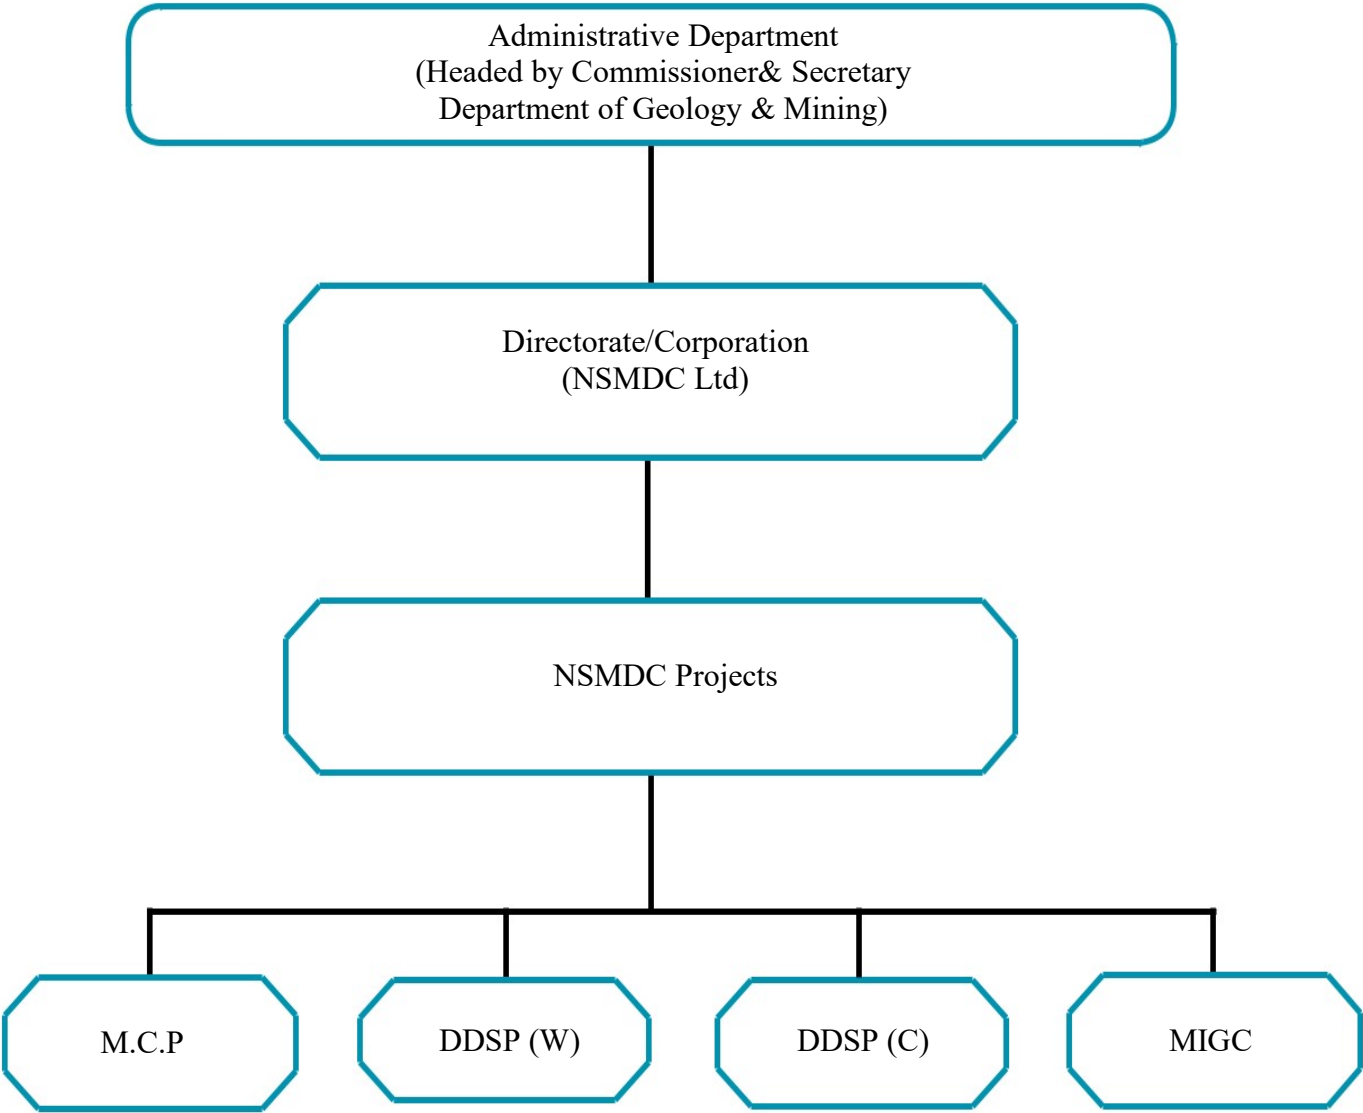 Administrative Department
(Headed by Commissioner& Secretary
Department of Geology & Mining)
Directorate/Corporation
(NSMDC Ltd)
NSMDC Projects
M.C.P
DDSP (W)
DDSP (C)
MIGC